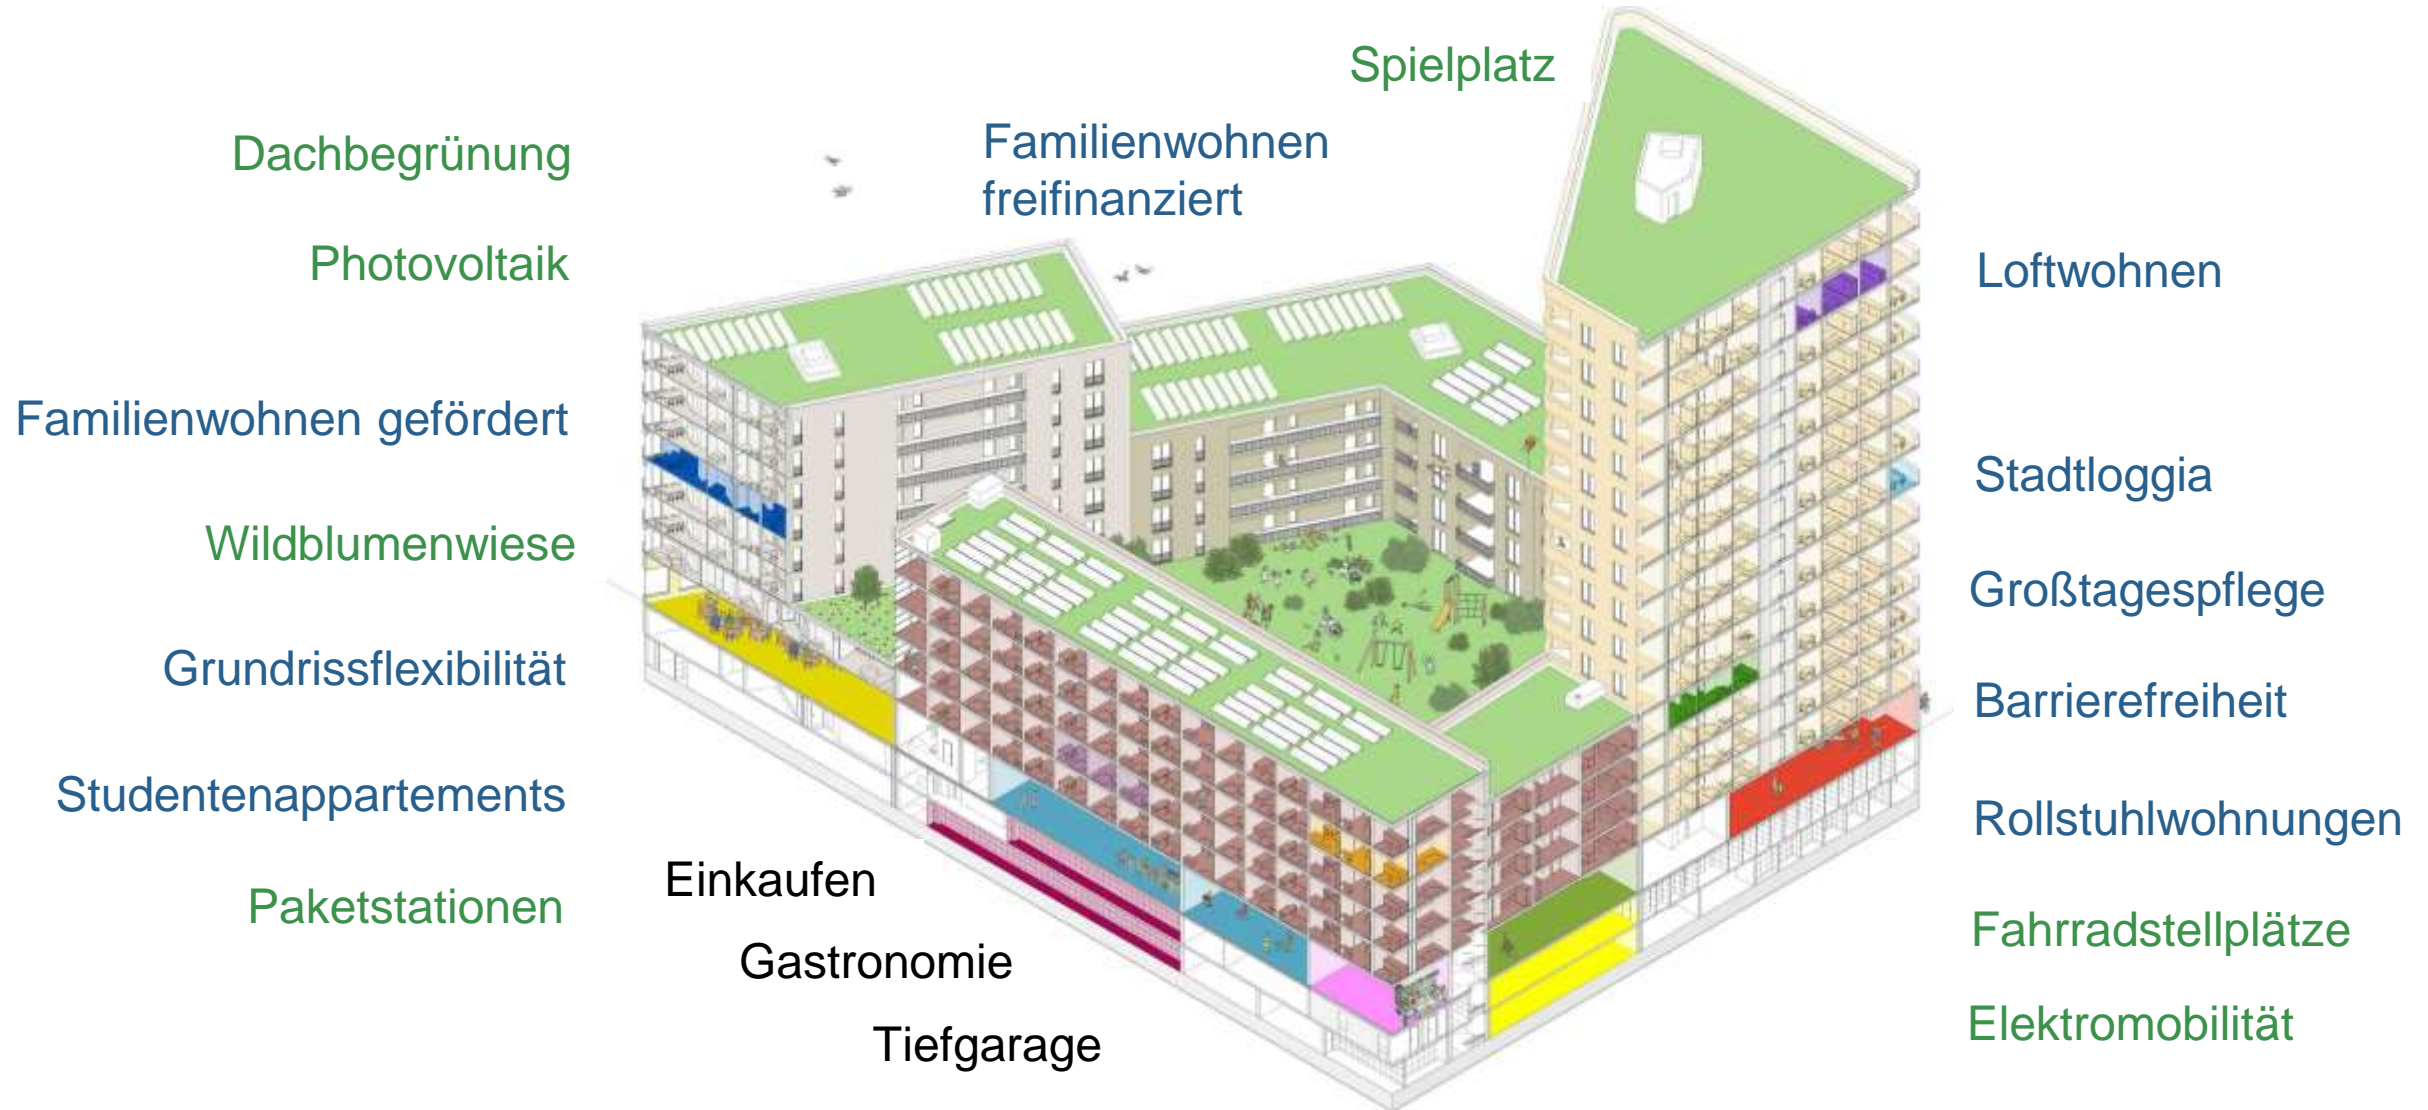 Spielplatz
Dachbegrünung
Familienwohnen
freifinanziert
Photovoltaik
Loftwohnen
Familienwohnen gefördert
Stadtloggia
Wildblumenwiese
Großtagespflege
Grundrissflexibilität
Barrierefreiheit
Studentenappartements
Rollstuhlwohnungen
Einkaufen
Paketstationen
Fahrradstellplätze
Gastronomie
Elektromobilität
Tiefgarage